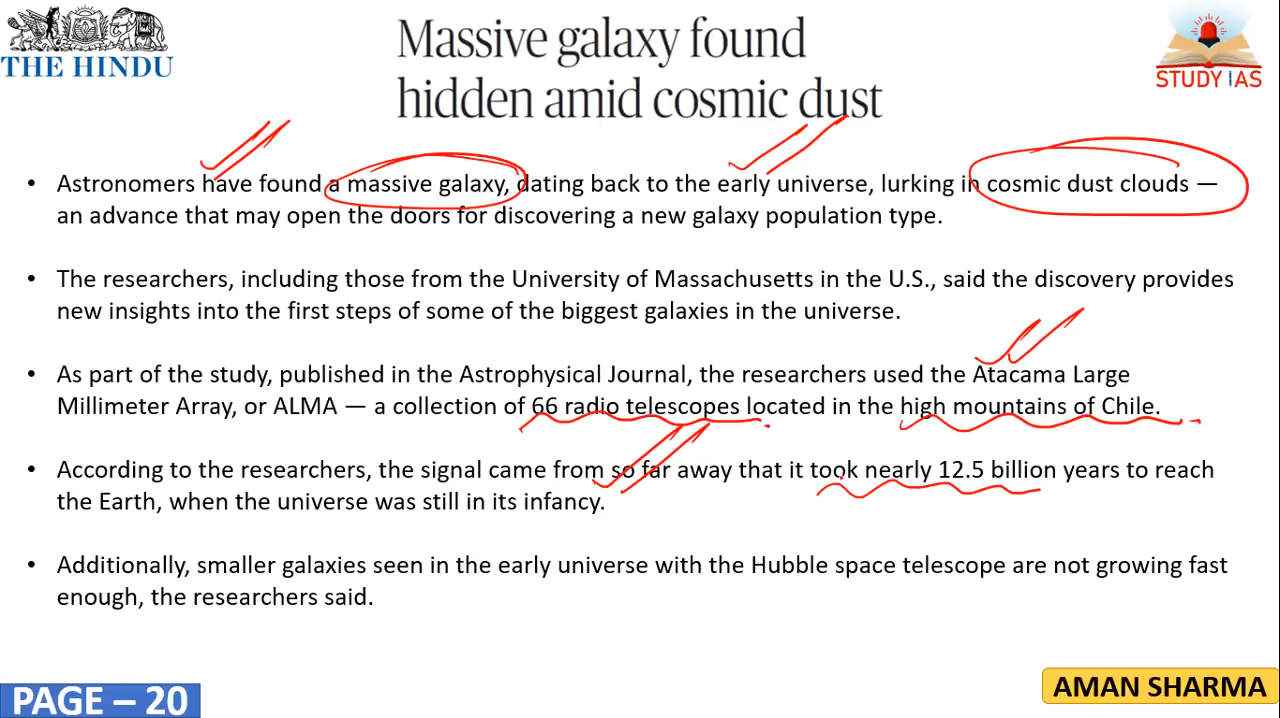 THE HINDU
Massive galaxy found
hidden amid cosmic dust
STUDY IAS
• Astronomers have found a massive galaxy, dating back to the early universe, lurking in cosmic dust clouds —
an advance that may open the doors for discovering a new galaxy population type.
• The researchers, including those from the University of Massachusetts in the U.S., said the discovery provides
new insights into the first steps of some of the biggest galaxies in the universe.
• As part of the study, published in the Astrophysical Journal, the researchers used the Atacama Large
Millimeter Array, or ALMA — a collection of 66 radio telescopes located in the high mountains of Chile.
• According to the researchers, the signal came from so far away that it took nearly 12.5 billion years to reach
the Earth, when the universe was still in its infancy.
• Additionally, smaller galaxies seen in the early universe with the Hubble space telescope are not growing fast
enough, the researchers said.
PAGE – 20
AMAN SHARMA